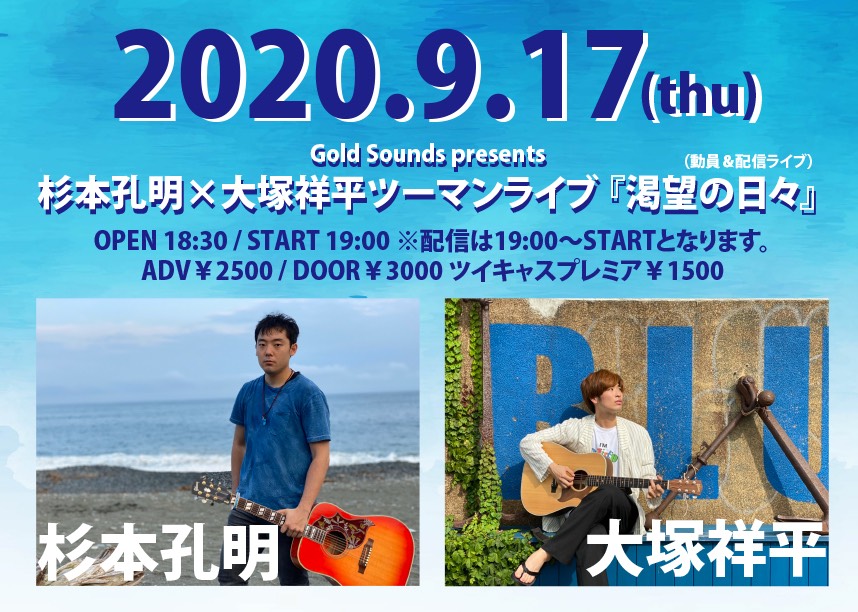 2020.9.17(thu)
Gold Sounds presents
(動員&配信ライブ)
杉本孔明×大塚祥平ツーマンライブ『渇望の日々』
OPEN 18:30 / START 19:00 ※配信は19:00〜STARTとなります。
ADV¥2500 / DOOR¥3000 ツイキャスプレミア¥1500
BLU
杉本孔明
大塚祥平